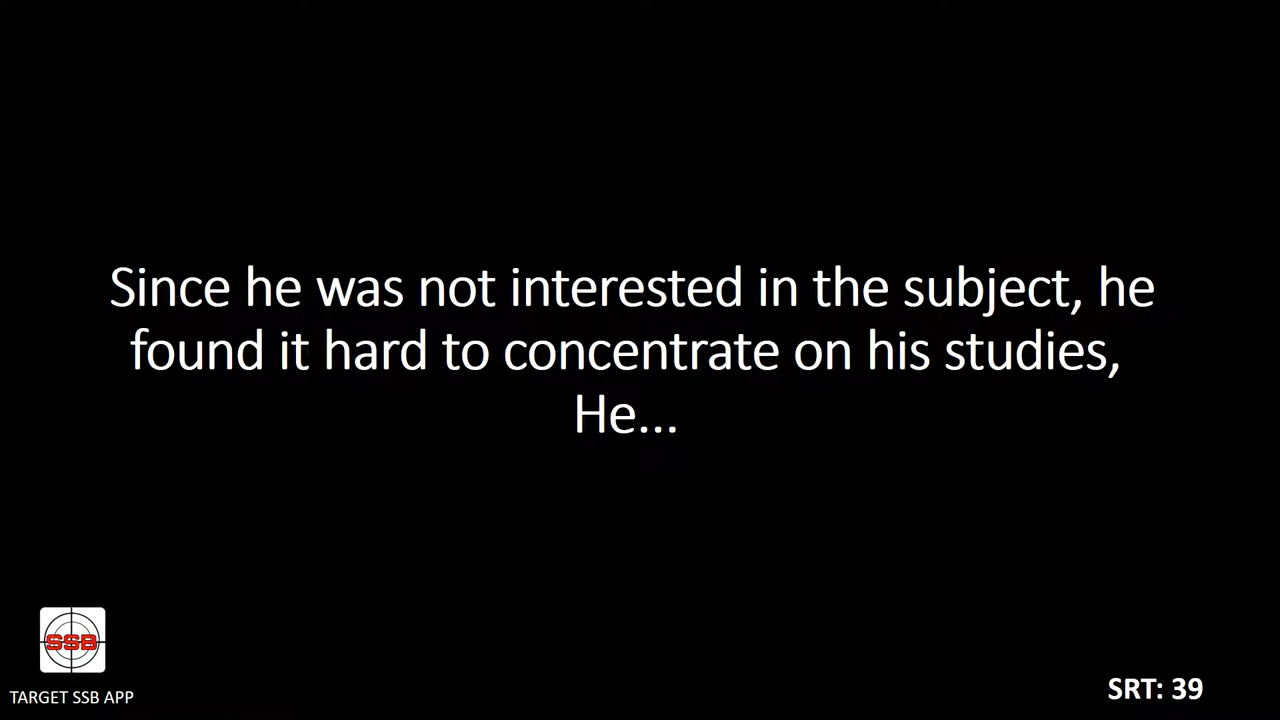 Since he was not interested in the subject, he
found it hard to concentrate on his studies,
He...
SSB
TARGET SSB APP
SRT: 39